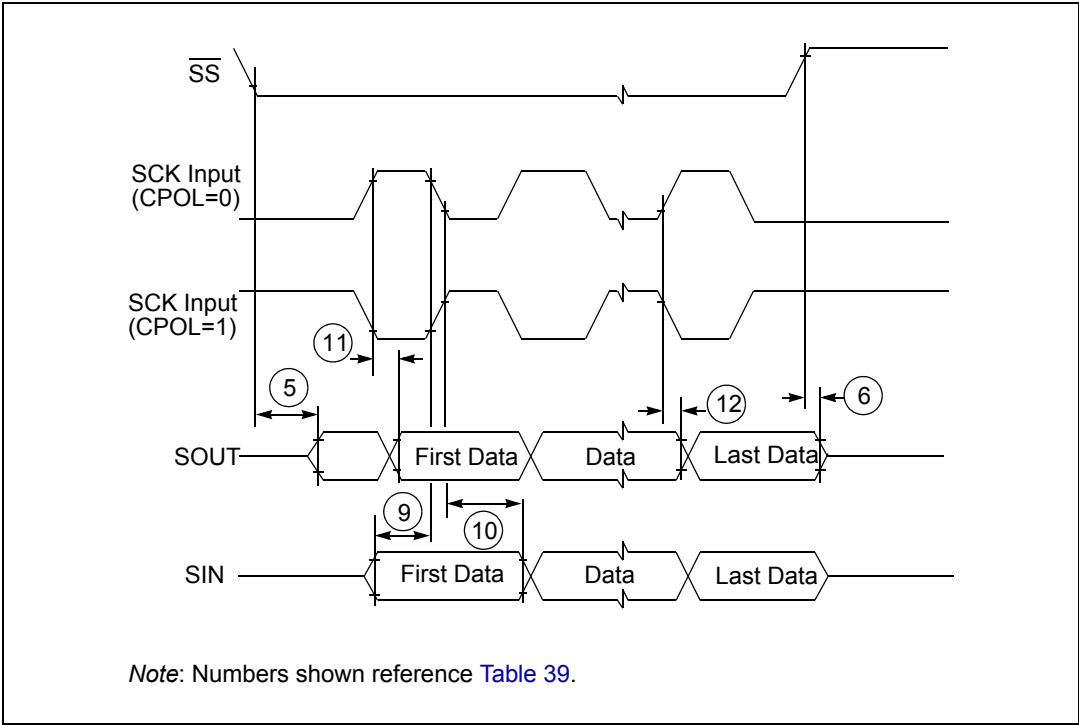 SS
SCK Input
(CPOL=0)
SCK Input
(CPOL=1)
11
5
12
6
SOUT
First Data
Data
Last Data
9
10
SIN
First Data
Data
Last Data
Note: Numbers shown reference Table 39.